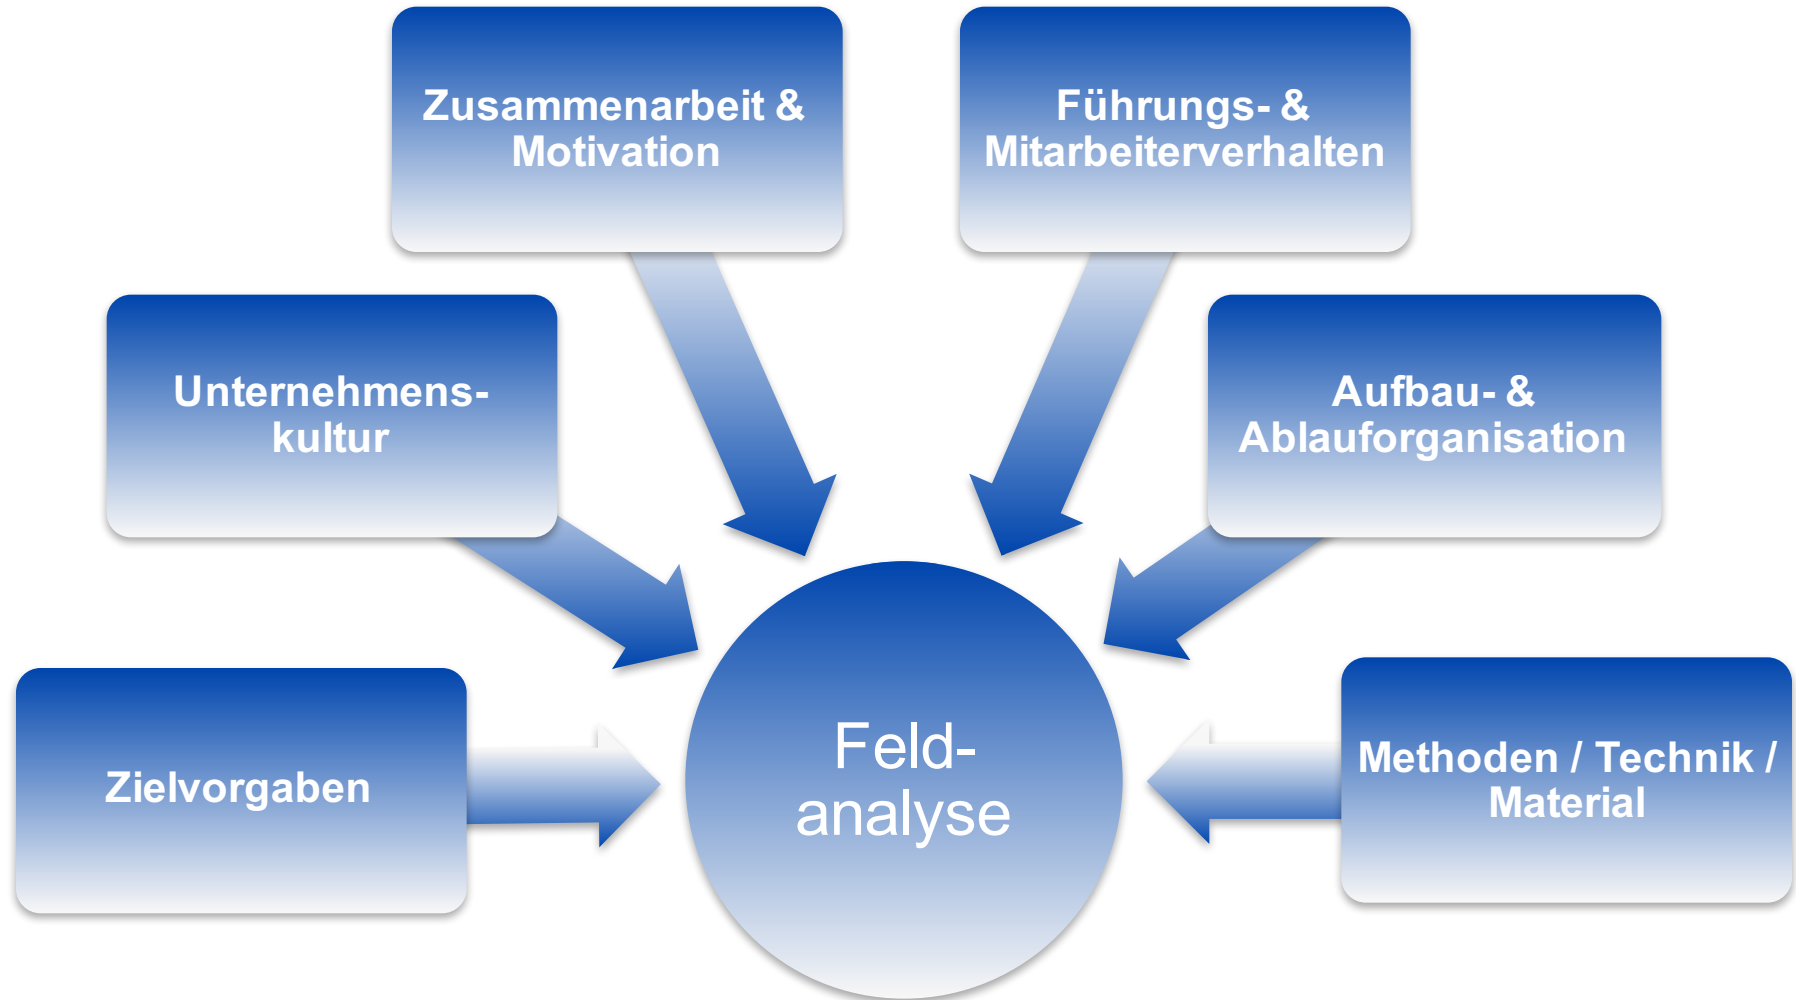 Zusammenarbeit &
Motivation
Führungs- &
Mitarbeiterverhalten
Unternehmens-
kultur
Aufbau- &
Ablauforganisation
Zielvorgaben
Feld-
analyse
Methoden / Technik /
Material